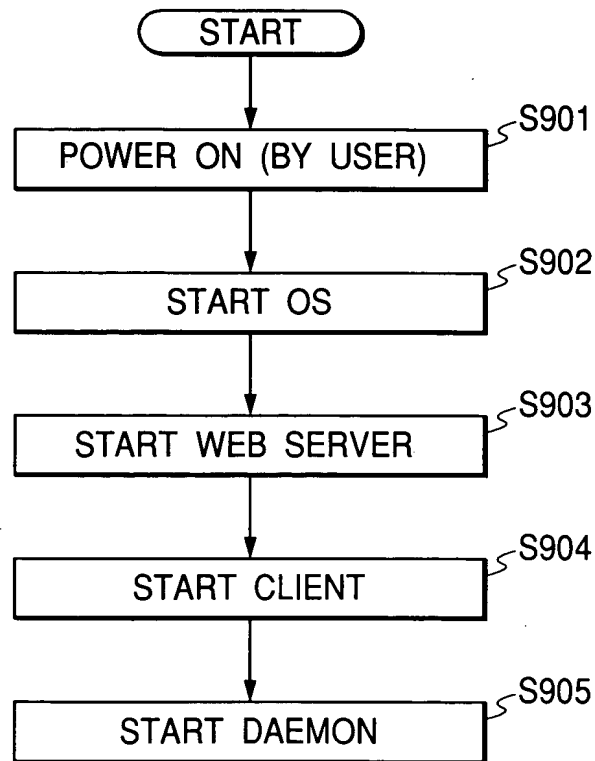 START
S901
POWER ON (BY USER)
S902
START OS
S903
START WEB SERVER
S904
START CLIENT
S905
START DAEMON